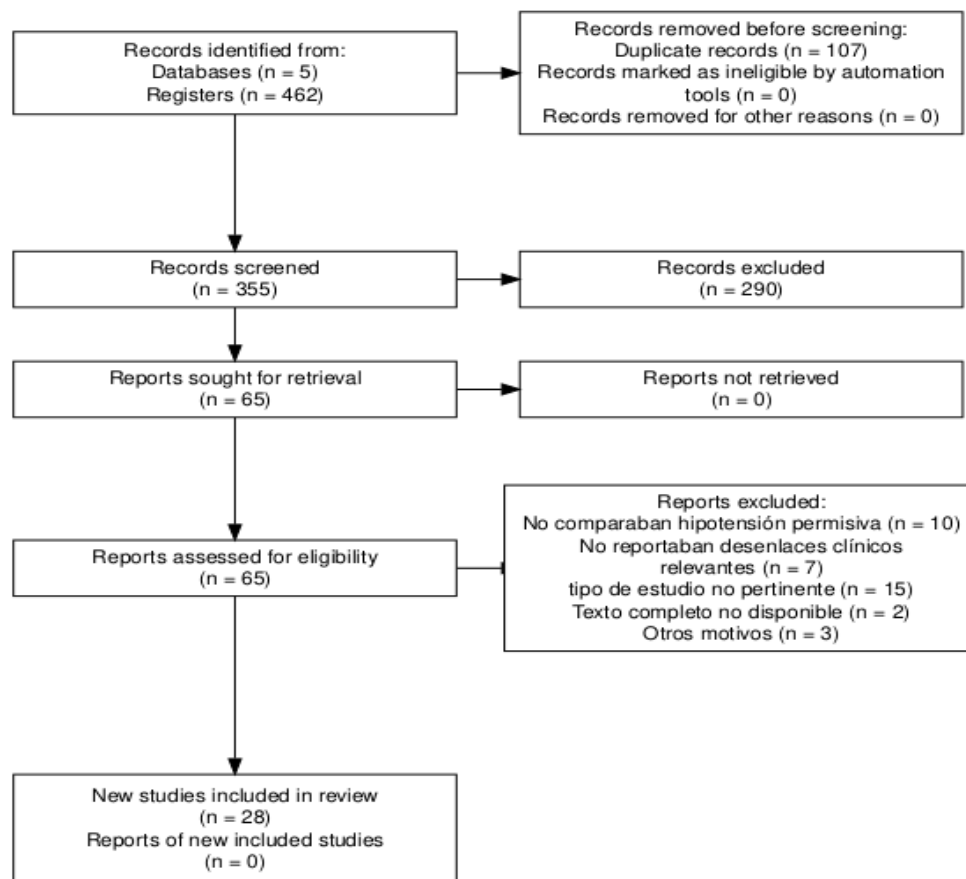 Records identified from:
Databases (n = 5)
Registers (n = 462)
Records removed before screening:
Duplicate records (n = 107)
Records marked as ineligible by automation
tools (n = 0)
Records removed for other reasons (n = 0)
Records screened
(n = 355)
Records excluded
(n = 290)
Reports sought for retrieval
(n = 65)
Reports not retrieved
(n = 0)
Reports assessed for eligibility
(n = 65)
Reports excluded:
No comparaban hipotensión permisiva (n = 10)
No reportaban desenlaces clínicos
relevantes (n = 7)
tipo de estudio no pertinente (n = 15)
Texto completo no disponible (n = 2)
Otros motivos (n = 3)
New studies included in review
(n = 28)
Reports of new included studies
(n = 0)